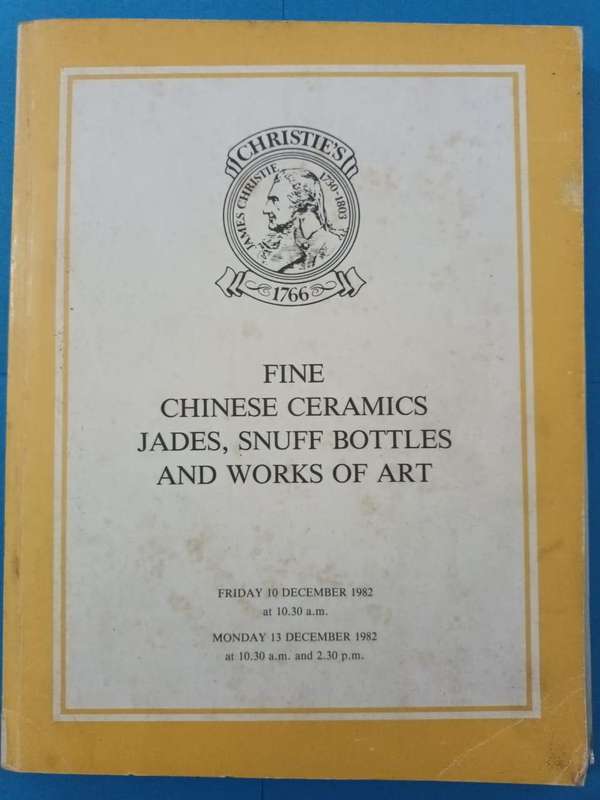 CHRISTIE'S
JAMES CHRISTIE 1730-1803
1766
FINE
CHINESE CERAMICS
JADES, SNUFF BOTTLES
AND WORKS OF ART
FRIDAY 10 DECEMBER 1982
at 10.30 a.m.
MONDAY 13 DECEMBER 1982
at 10.30 a.m. and 2.30 p.m.